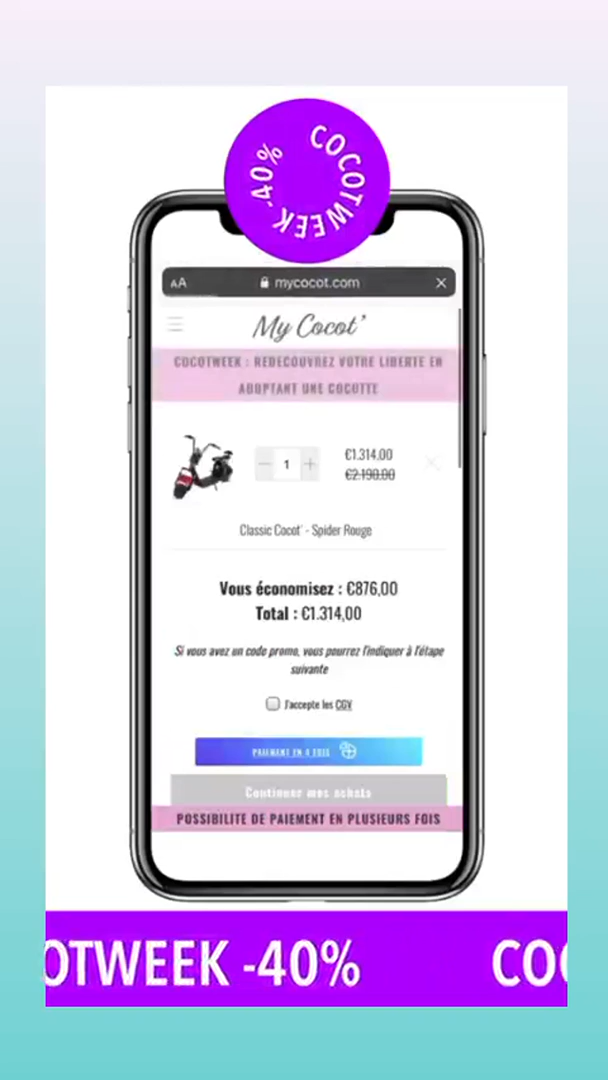 COCOTWEEK -40%
AA mycocot.com ×
My Cocot'
COCOTWEEK : REDECOUVREZ VOTRE LIBERTE EN
ADOPTANT UNE COCOTTE
− 1 +
€1.314,00
€2.190,00
Classic Cocot' - Spider Rouge
Vous économisez : €876,00
Total : €1.314,00
Si vous avez un code promo, vous pourrez l'indiquer à l'étape
suivante
J'accepte les CGV
PAIEMENT EN 4 FOIS
Continuer mes achats
POSSIBILITE DE PAIEMENT EN PLUSIEURS FOIS
OTWEEK -40% COC